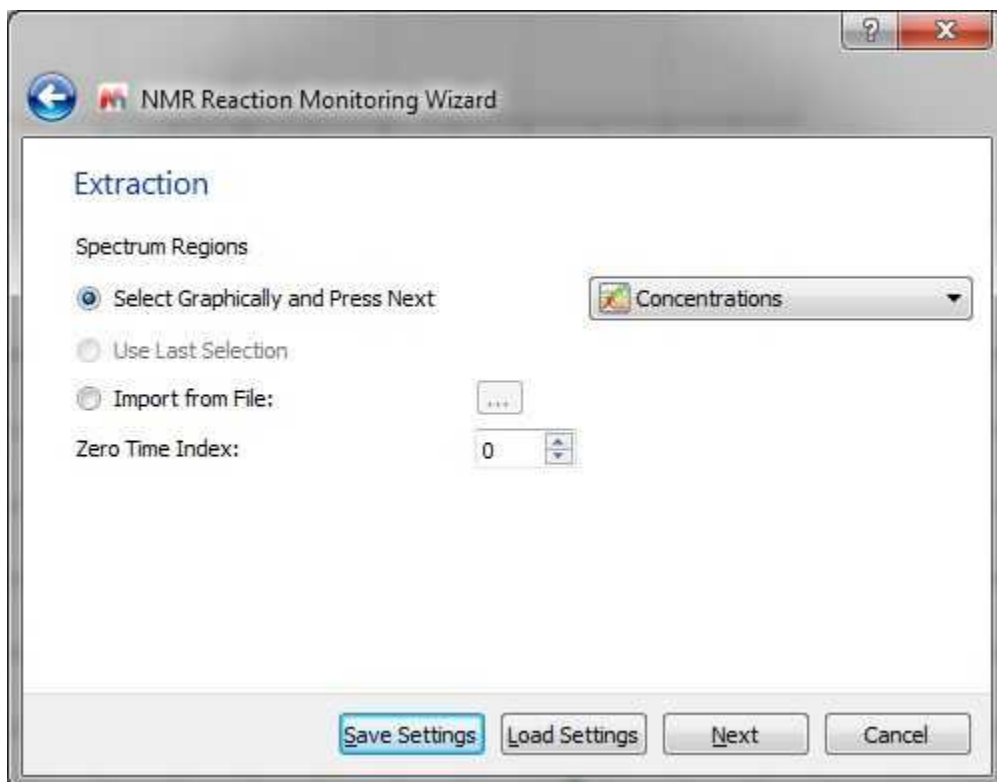 ?
NMR Reaction Monitoring Wizard
Extraction
Spectrum Regions
Select Graphically and Press Next Concentrations
Use Last Selection
Import from File: ...
Zero Time Index: 0
Save Settings Load Settings Next Cancel